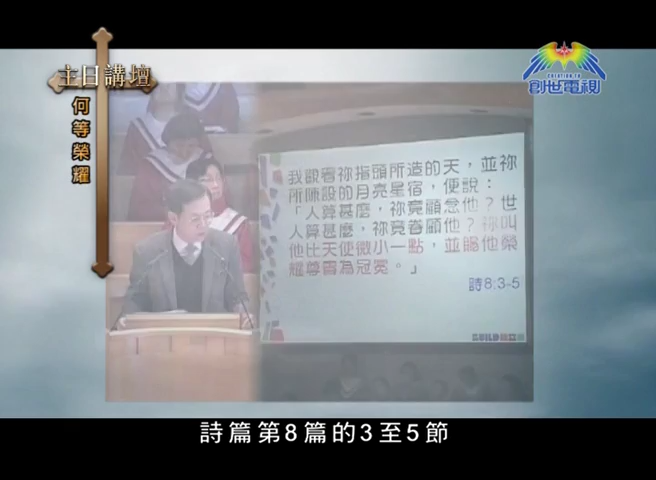 主日講壇
何等榮耀
CREATION TV
創世電視
我觀看祢指頭所造的天，並祢
所陳設的月亮星宿，便說：
「人算甚麼，祢竟顧念他？世
人算甚麼，祢竟眷顧他？祢叫
他比天使微小一點，並賜他榮
耀尊貴為冠冕。」
詩8:3-5
詩篇第8篇的3至5節